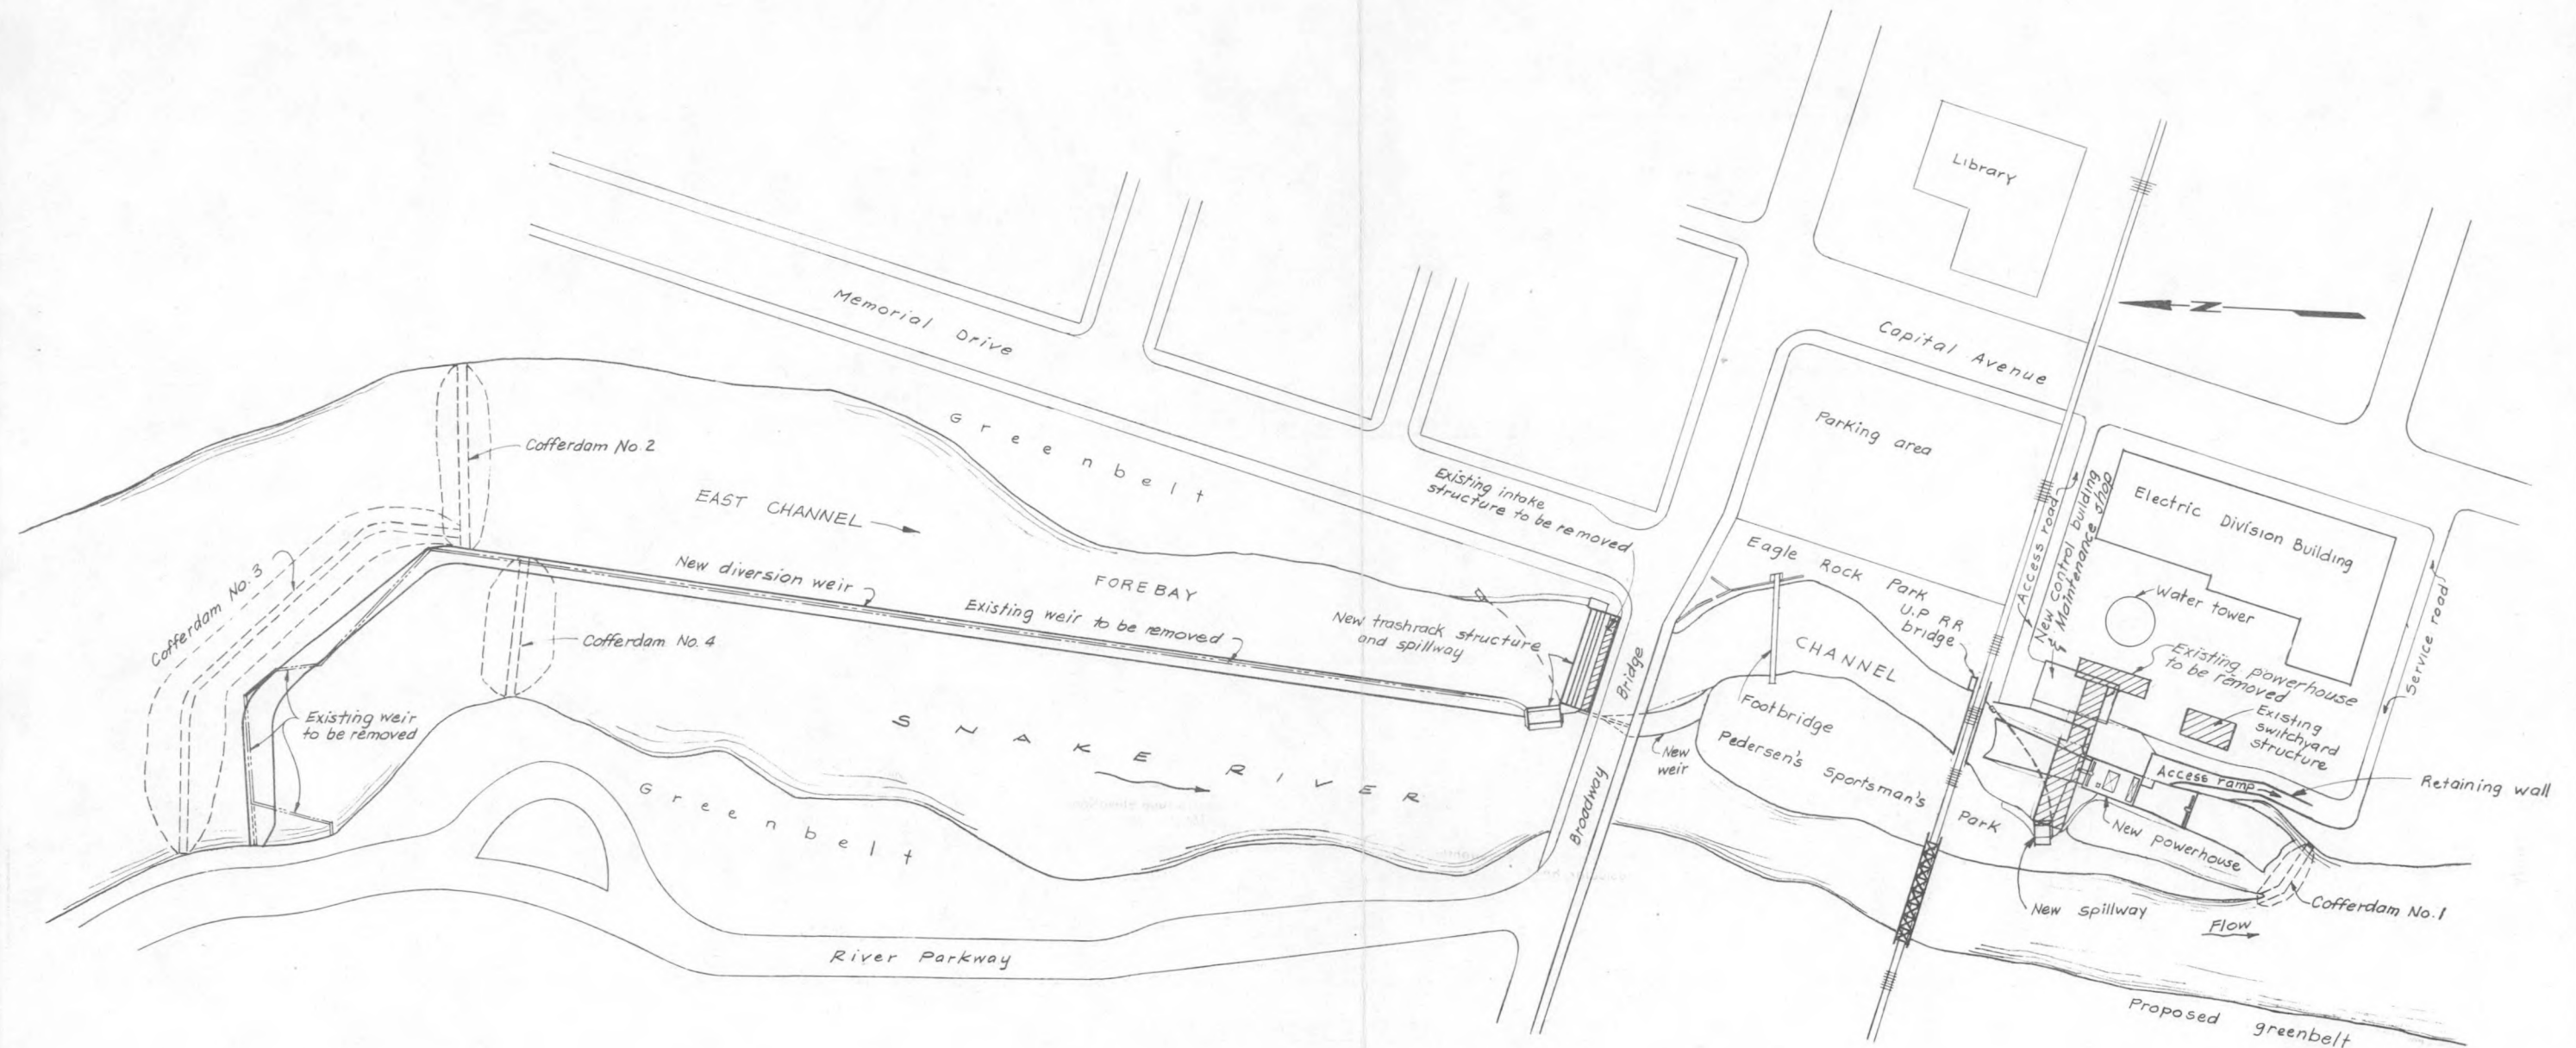 Library
N
Memorial Drive
Capital Avenue
Greenbelt
Parking area
Cofferdam No. 2
EAST CHANNEL
Existing intake
structure to be removed
Access road
New control building
& Maintenance shop
Electric Division Building
Cofferdam No. 3
New diversion weir
FOREBAY
Existing weir to be removed
New trashrack structure
and spillway
Eagle Rock Park
U.P. RR
bridge
Water tower
Service road
Cofferdam No. 4
CHANNEL
Existing powerhouse
to be removed
Existing weir
to be removed
SNAKE RIVER
Bridge
Broadway
Footbridge
New
weir
Pedersen's Sportsman's
Park
Existing
switchyard
structure
Access ramp
Retaining wall
Greenbelt
New powerhouse
New spillway
Cofferdam No. 1
Flow
River Parkway
Proposed greenbelt